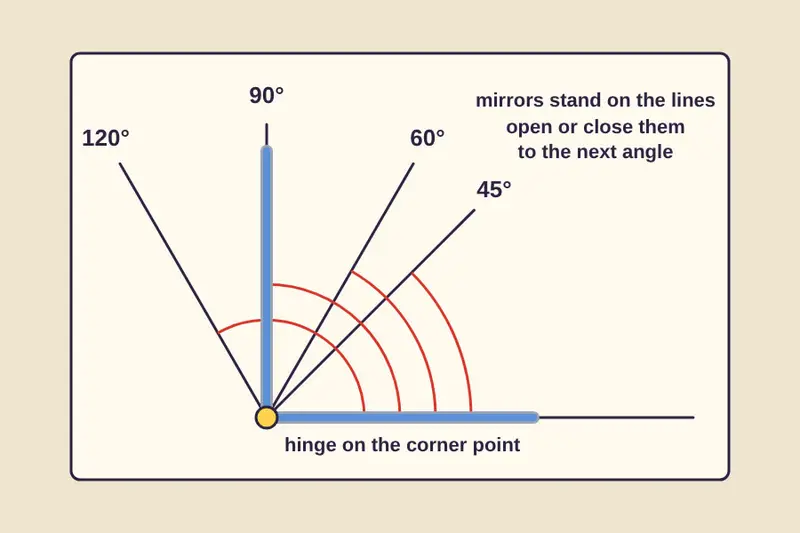 90°
mirrors stand on the lines
open or close them
to the next angle
120°
60°
45°
hinge on the corner point